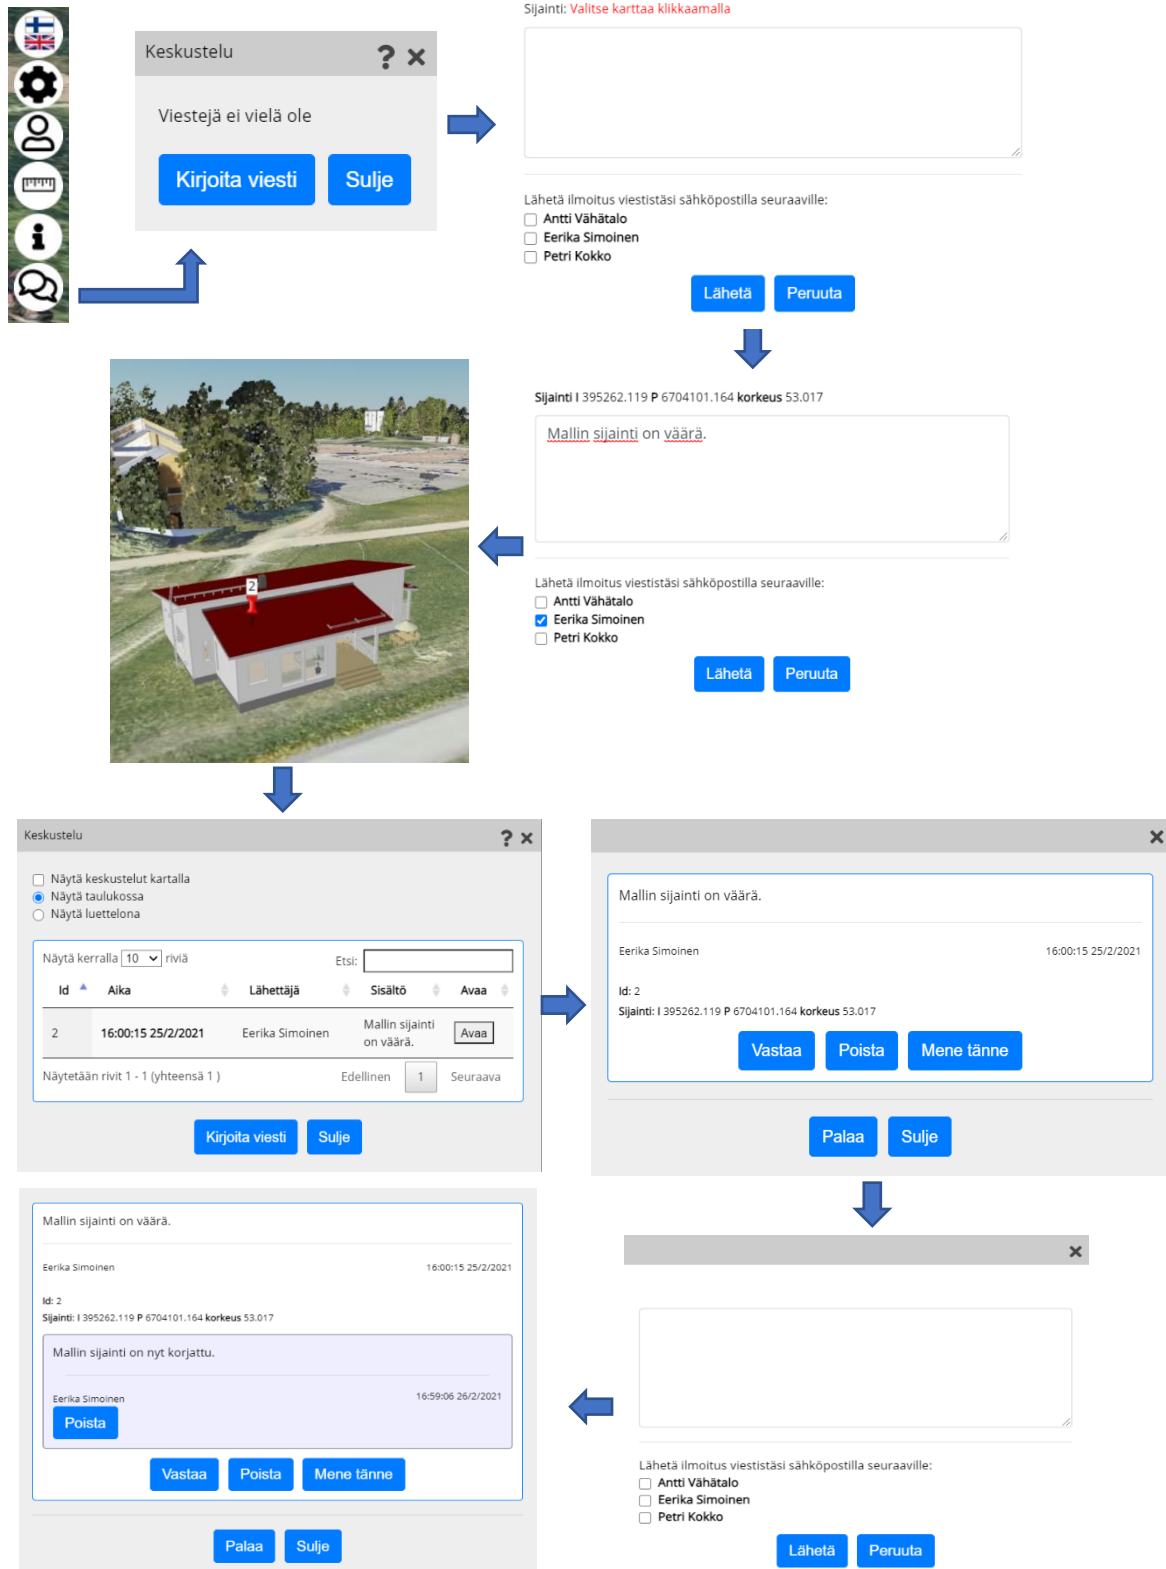 Keskustelu
Viestejä ei vielä ole
Kirjoita viesti Sulje
Sijainti: Valitse karttaa klikkaamalla
Lähetä ilmoitus viestistäsi sähköpostilla seuraaville:
Antti Vähätalo
Eerika Simoinen
Petri Kokko
Lähetä Peruuta
Sijainti I 395262.119 P 6704101.164 korkeus 53.017
Mallin sijainti on väärä.
Lähetä ilmoitus viestistäsi sähköpostilla seuraaville:
Antti Vähätalo
Eerika Simoinen
Petri Kokko
Lähetä Peruuta
2
Keskustelu
Näytä keskustelut kartalla
Näytä taulukossa
Näytä luettelona
Näytä kerralla 10 riviä Etsi:
Id Aika Lähettäjä Sisältö Avaa
2 16:00:15 25/2/2021 Eerika Simoinen Mallin sijainti
on väärä. Avaa
Näytetään rivit 1 - 1 (yhteensä 1 ) Edellinen 1 Seuraava
Kirjoita viesti Sulje
Mallin sijainti on väärä.
Eerika Simoinen 16:00:15 25/2/2021
Id: 2
Sijainti: I 395262.119 P 6704101.164 korkeus 53.017
Vastaa Poista Mene tänne
Palaa Sulje
Lähetä ilmoitus viestistäsi sähköpostilla seuraaville:
Antti Vähätalo
Eerika Simoinen
Petri Kokko
Lähetä Peruuta
Mallin sijainti on väärä.
Eerika Simoinen 16:00:15 25/2/2021
Id: 2
Sijainti: I 395262.119 P 6704101.164 korkeus 53.017
Mallin sijainti on nyt korjattu.
Eerika Simoinen 16:59:06 26/2/2021
Poista
Vastaa Poista Mene tänne
Palaa Sulje